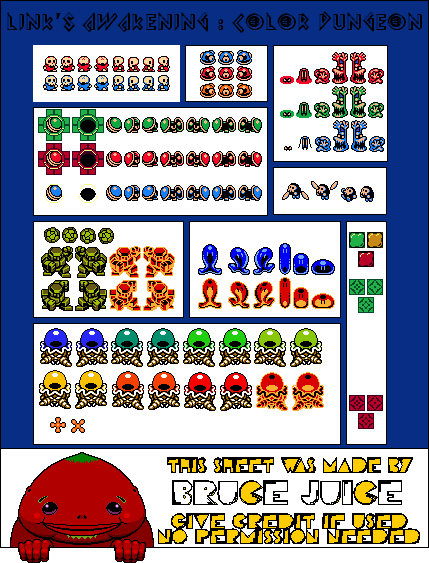 LINK'S AWAKENING : COLOR DUNGEON
THIS SHEET WAS MADE BY
BRUCE JUICE
GIVE CREDIT IF USED
NO PERMISSION NEEDED